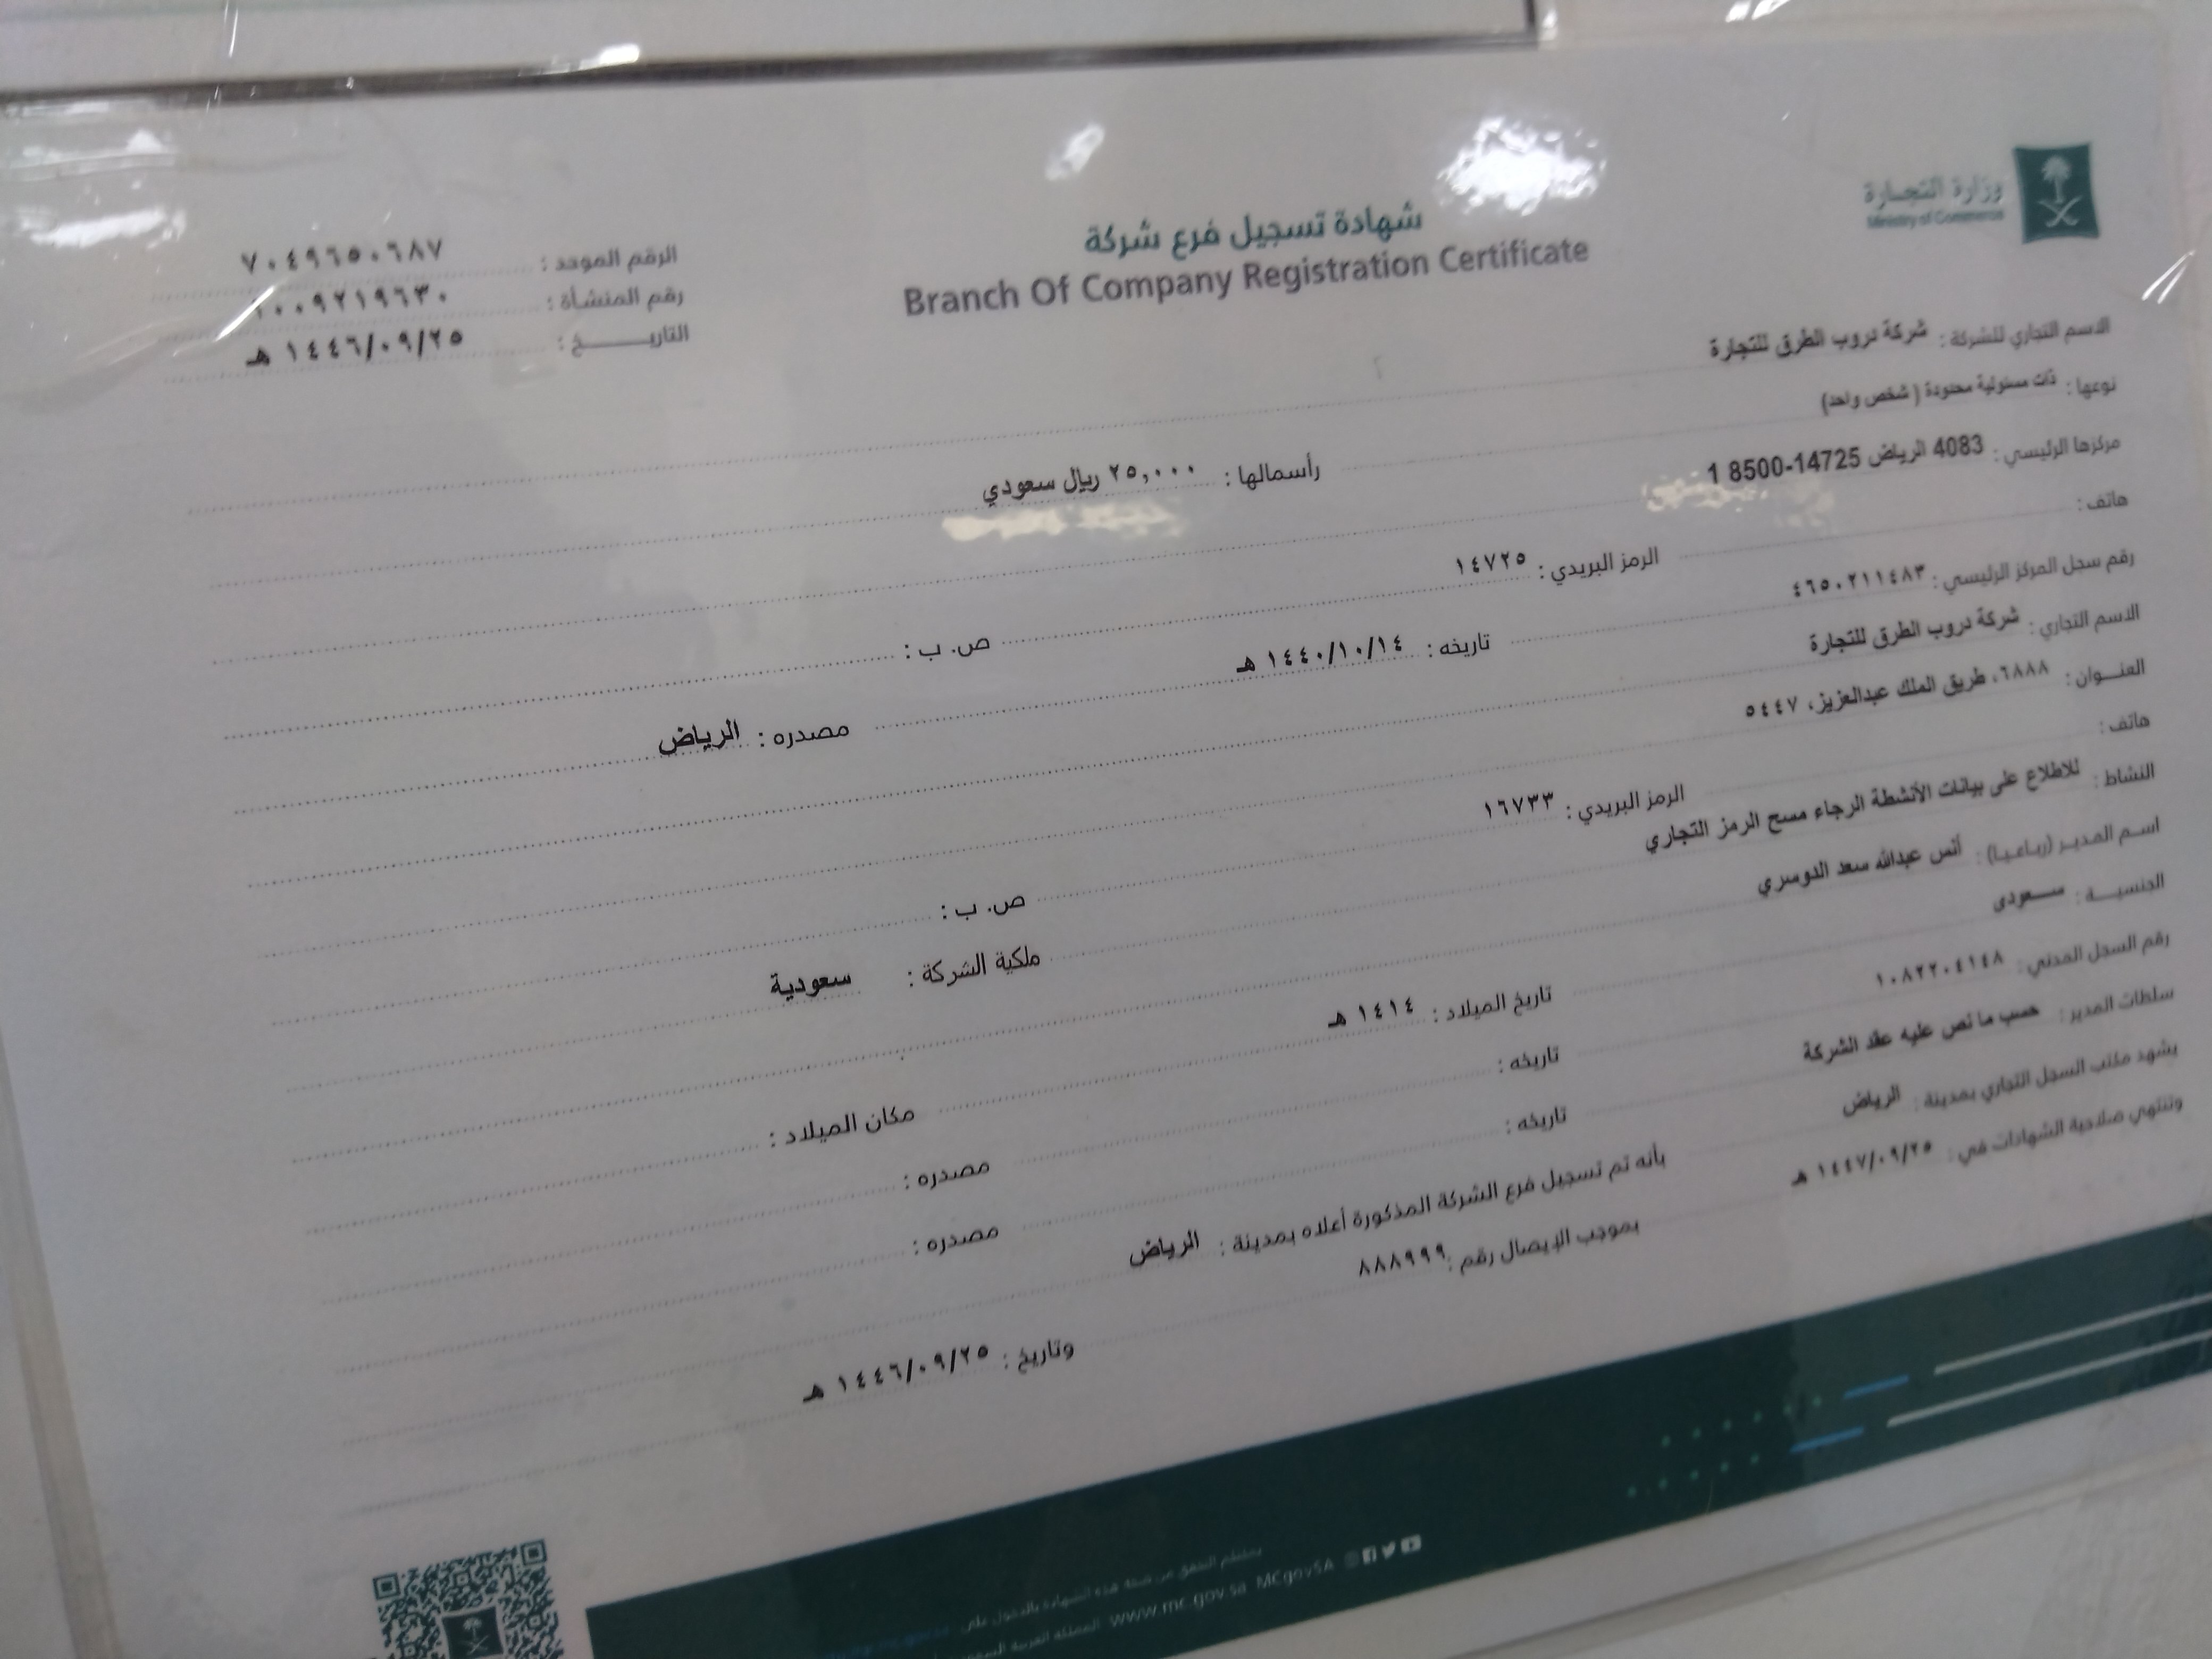 وزارة التجارة
Ministry of Commerce
شهادة تسجيل فرع شركة
Branch Of Company Registration Certificate
الرقم الموحد : ٧٠٤٩٦٥٠٦٨٧
رقم المنشأة : ١٠٠٩٢١٩٦٣٠
التاريــــــخ : ١٤٤٦/٠٩/٢٥ هـ
الاسم التجاري للشركة : شركة دروب الطرق للتجارة
نوعها : ذات مسئولية محدودة ( شخص واحد) رأسمالها : ٢٥,٠٠٠ ريال سعودي
مركزها الرئيسي : 4083 الرياض 14725-8500 1
هاتف : الرمز البريدي : ١٤٧٢٥ ص. ب :
رقم سجل المركز الرئيسي : ٤٦٥٠٢١١٤٨٣ تاريخه : ١٤٤٠/١٠/١٤ هـ مصدره : الرياض
الاسم التجاري : شركة دروب الطرق للتجارة
العنــوان : ٦٨٨٨، طريق الملك عبدالعزيز، ٥٤٤٧
هاتف : الرمز البريدي : ١٦٧٣٣ ص. ب :
النشاط : للاطلاع على بيانات الأنشطة الرجاء مسح الرمز التجاري ملكية الشركة : سعودية
اسـم المديـر (رباعيـا) : أنس عبدالله سعد الدوسري
الجنسيــة : ســعودى تاريخ الميلاد : ١٤١٤ هـ مكان الميلاد :
رقم السجل المدني : ١٠٨٢٢٠٤١٤٨ تاريخه : مصدره :
سلطات المدير : حسب ما نص عليه عقد الشركة تاريخه : مصدره :
يشهد مكتب السجل التجاري بمدينة : الرياض بأنه تم تسجيل فرع الشركة المذكورة أعلاه بمدينة : الرياض
وتنتهي صلاحية الشهادات في : ١٤٤٧/٠٩/٢٥ هـ بموجب الإيصال رقم : ٨٨٨٩٩٩ وتاريخ : ١٤٤٦/٠٩/٢٥ هـ
www.mc.gov.sa MCgovSA